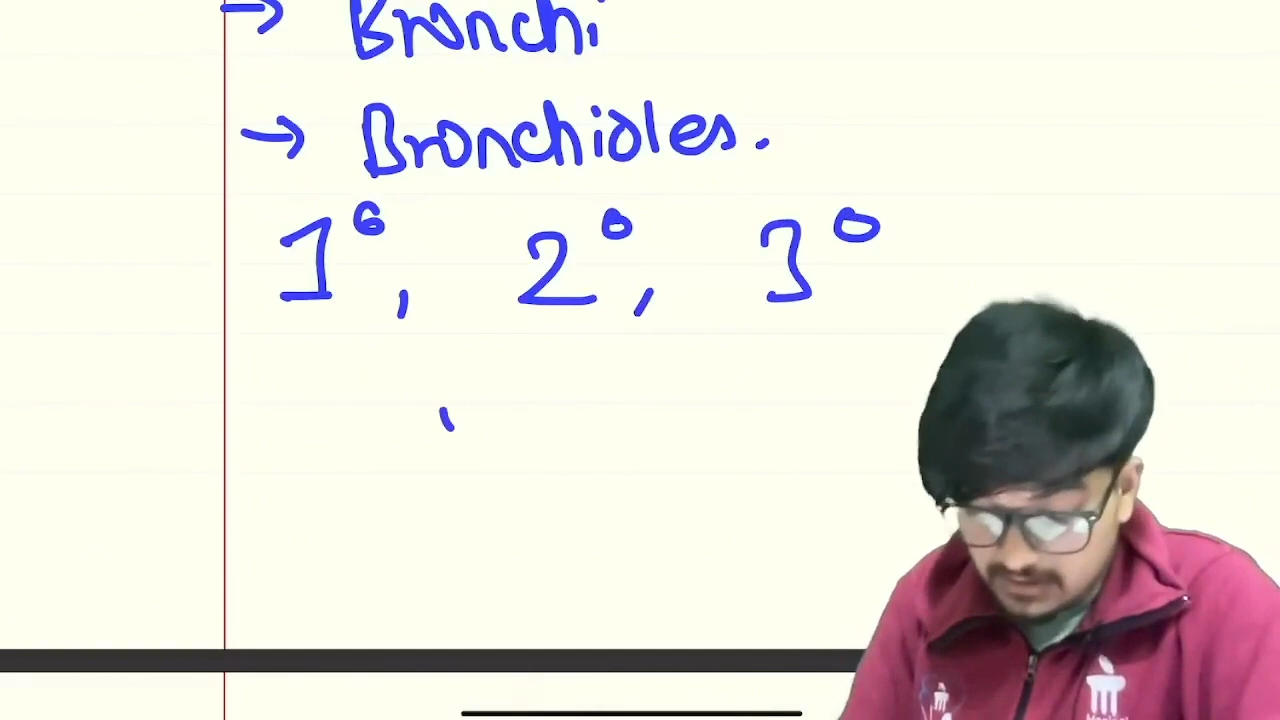 → Bronchi
→ Bronchioles.
1°, 2°, 3°